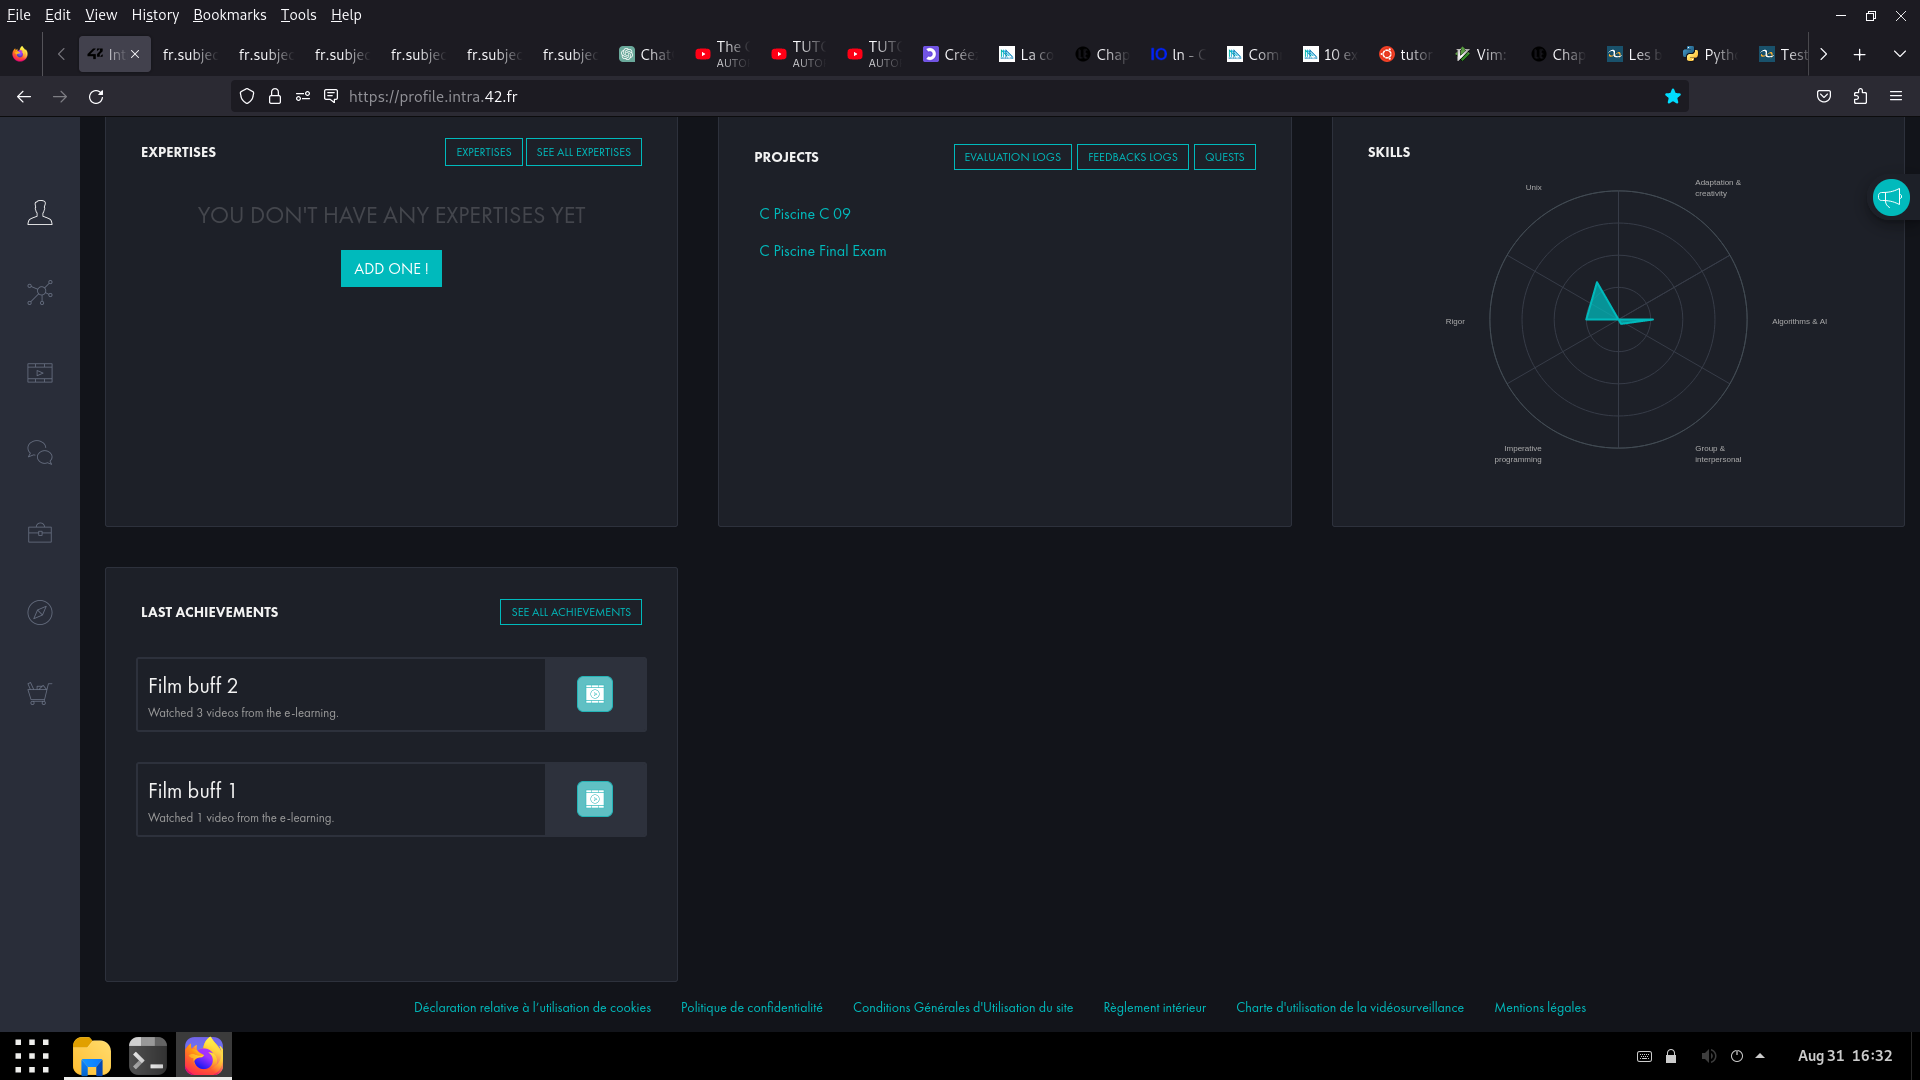 File Edit View History Bookmarks Tools Help
42 Int
fr.subjec
fr.subjec
fr.subjec
fr.subjec
fr.subjec
fr.subjec
Chat
The
AUTO
TUT
AUTO
TUT
AUTO
Crée
La co
Chap
In -
Com
10 ex
tutor
Vim:
Chap
Les b
Pyth
Test
https://profile.intra.42.fr
EXPERTISES
EXPERTISES
SEE ALL EXPERTISES
YOU DON'T HAVE ANY EXPERTISES YET
ADD ONE !
PROJECTS
EVALUATION LOGS
FEEDBACKS LOGS
QUESTS
C Piscine C 09
C Piscine Final Exam
SKILLS
Unix
Adaptation &
creativity
Rigor
Algorithms & AI
Imperative
programming
Group &
interpersonal
LAST ACHIEVEMENTS
SEE ALL ACHIEVEMENTS
Film buff 2
Watched 3 videos from the e-learning.
Film buff 1
Watched 1 video from the e-learning.
Déclaration relative à l’utilisation de cookies
Politique de confidentialité
Conditions Générales d'Utilisation du site
Règlement intérieur
Charte d'utilisation de la vidéosurveillance
Mentions légales
Aug 31 16:32